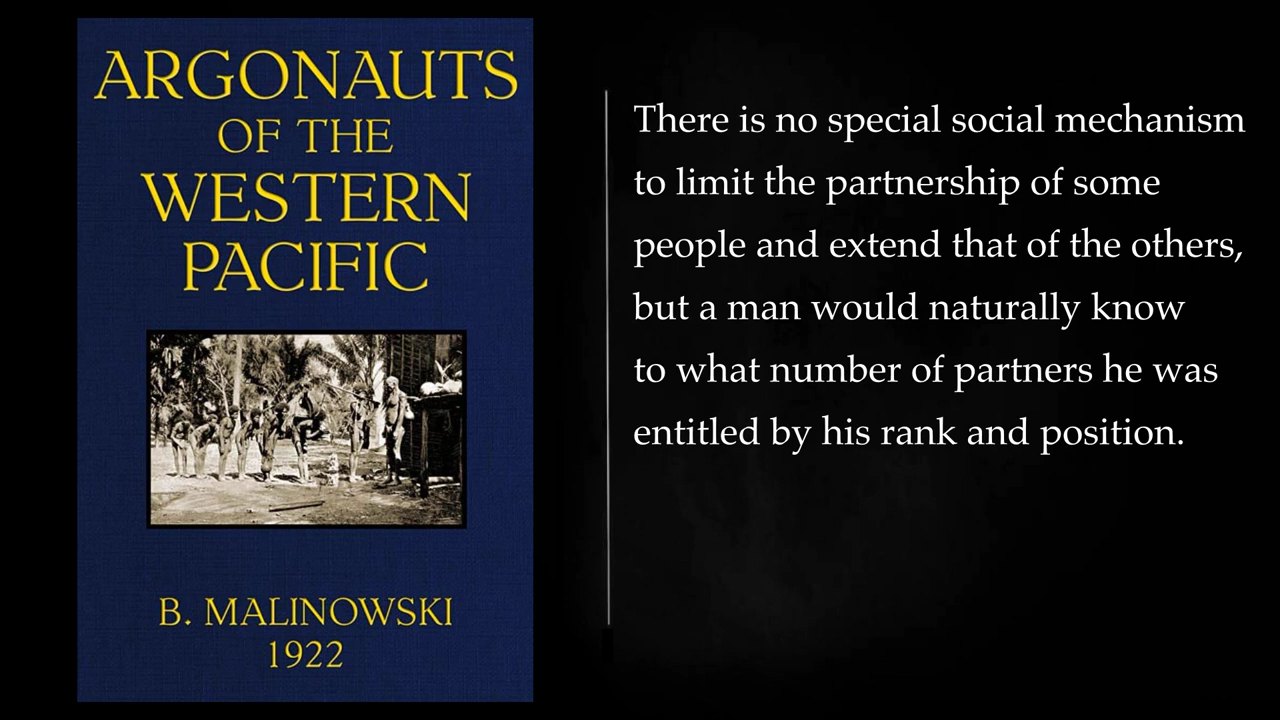 ARGONAUTS
OF THE
WESTERN
PACIFIC
B. MALINOWSKI
1922
There is no special social mechanism
to limit the partnership of some
people and extend that of the others,
but a man would naturally know
to what number of partners he was
entitled by his rank and position.